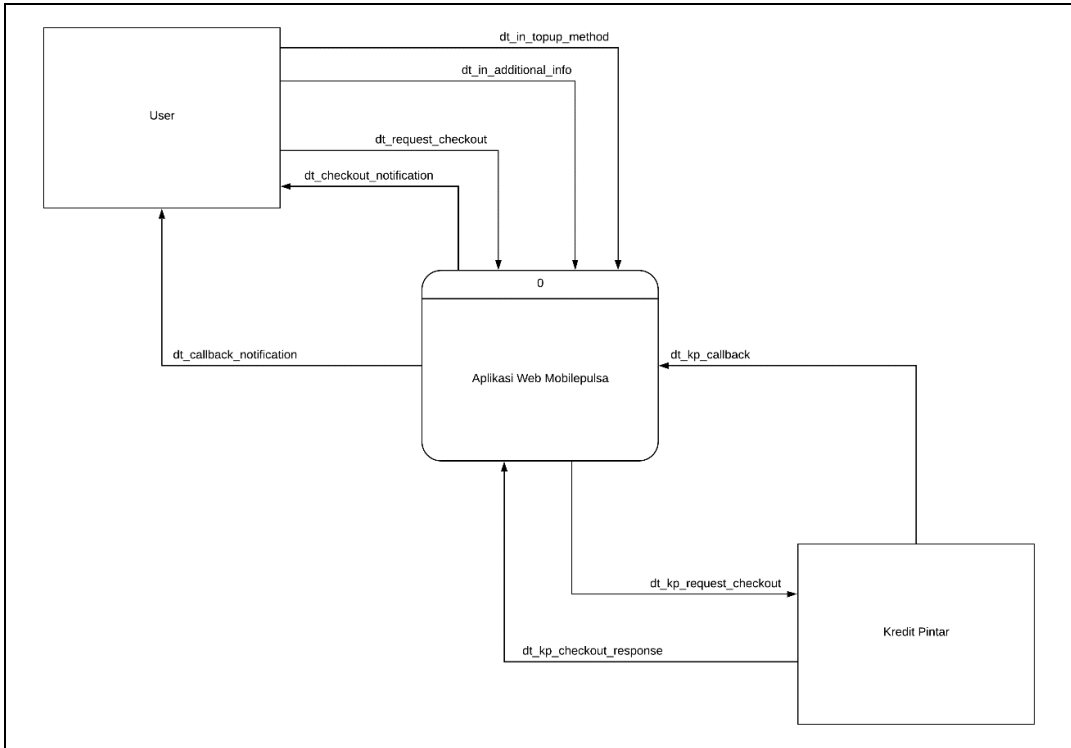 dt_in_topup_method
dt_in_additional_info
User
dt_request_checkout
dt_checkout_notification
0
dt_callback_notification
dt_kp_callback
Aplikasi Web Mobilepulsa
dt_kp_request_checkout
Kredit Pintar
dt_kp_checkout_response